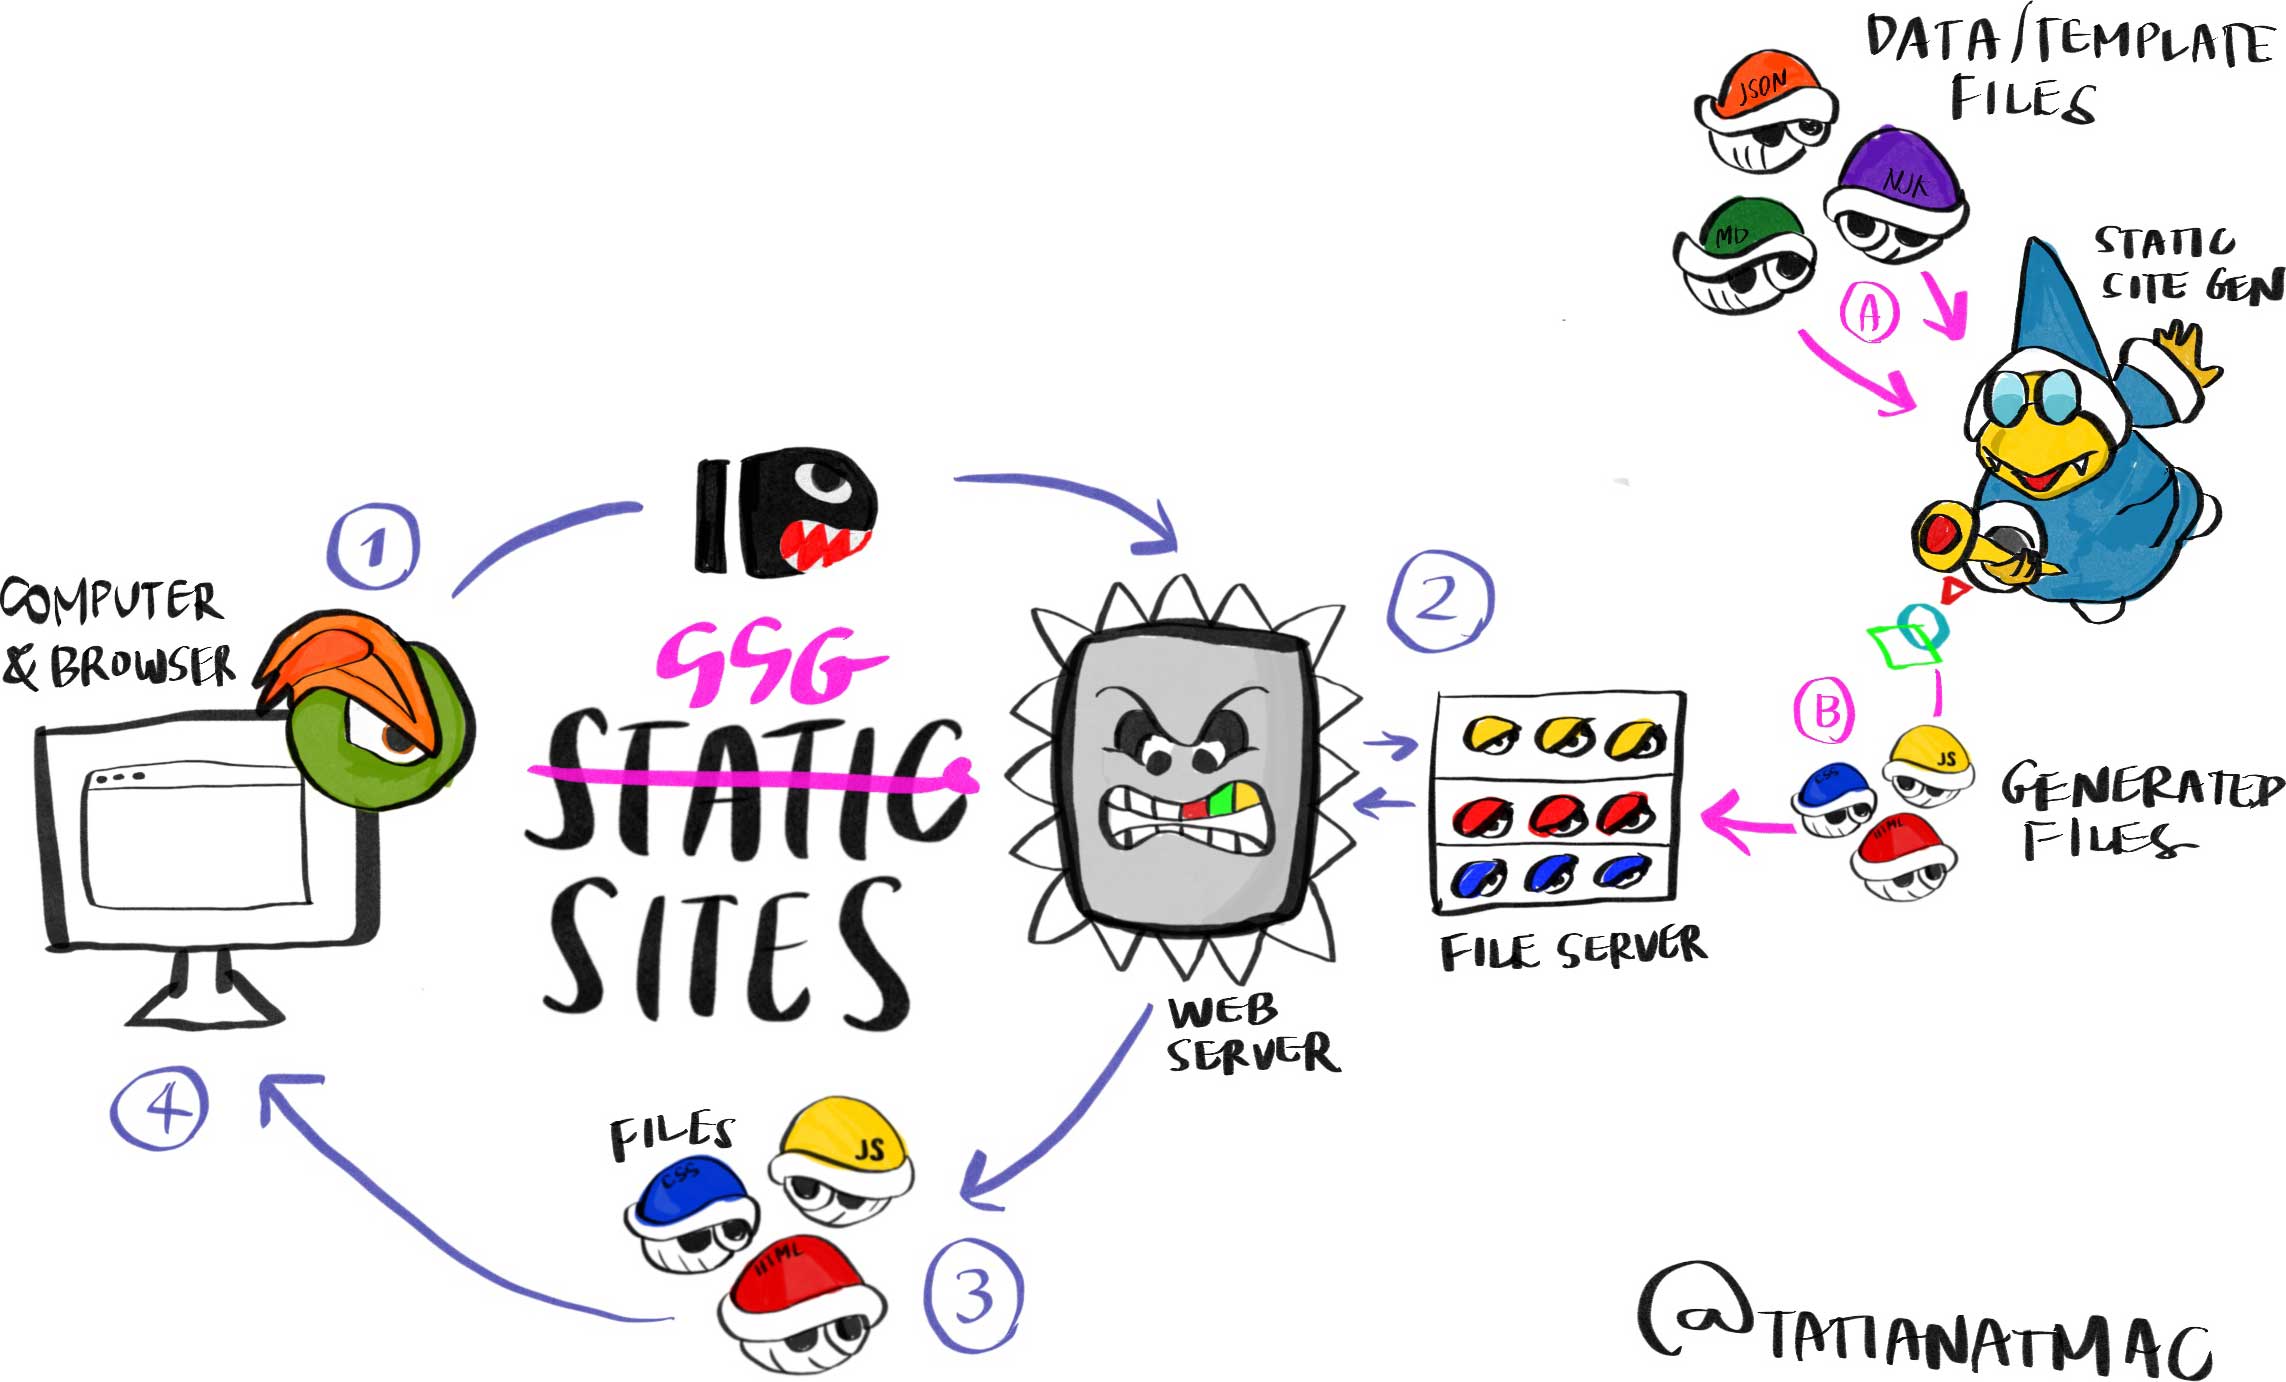 DATA/TEMPLATE
FILES
JSON
NJK
MD
STATIC
SITE GEN
A
1
COMPUTER
& BROWSER
SSG
STATIC
SITES
2
B
JS
CSS
HTML
GENERATED
FILES
FILE SERVER
WEB
SERVER
4
FILES
JS
CSS
HTML
3
@TATIANATMAC